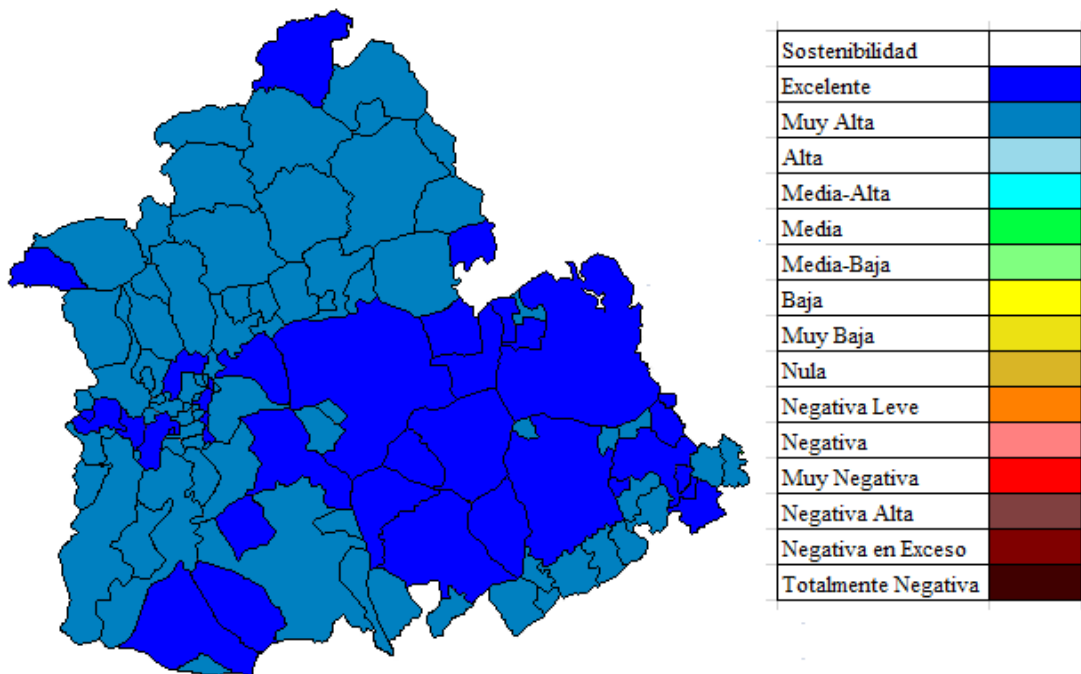 Sostenibilidad
Excelente
Muy Alta
Alta
Media-Alta
Media
Media-Baja
Baja
Muy Baja
Nula
Negativa Leve
Negativa
Muy Negativa
Negativa Alta
Negativa en Exceso
Totalmente Negativa